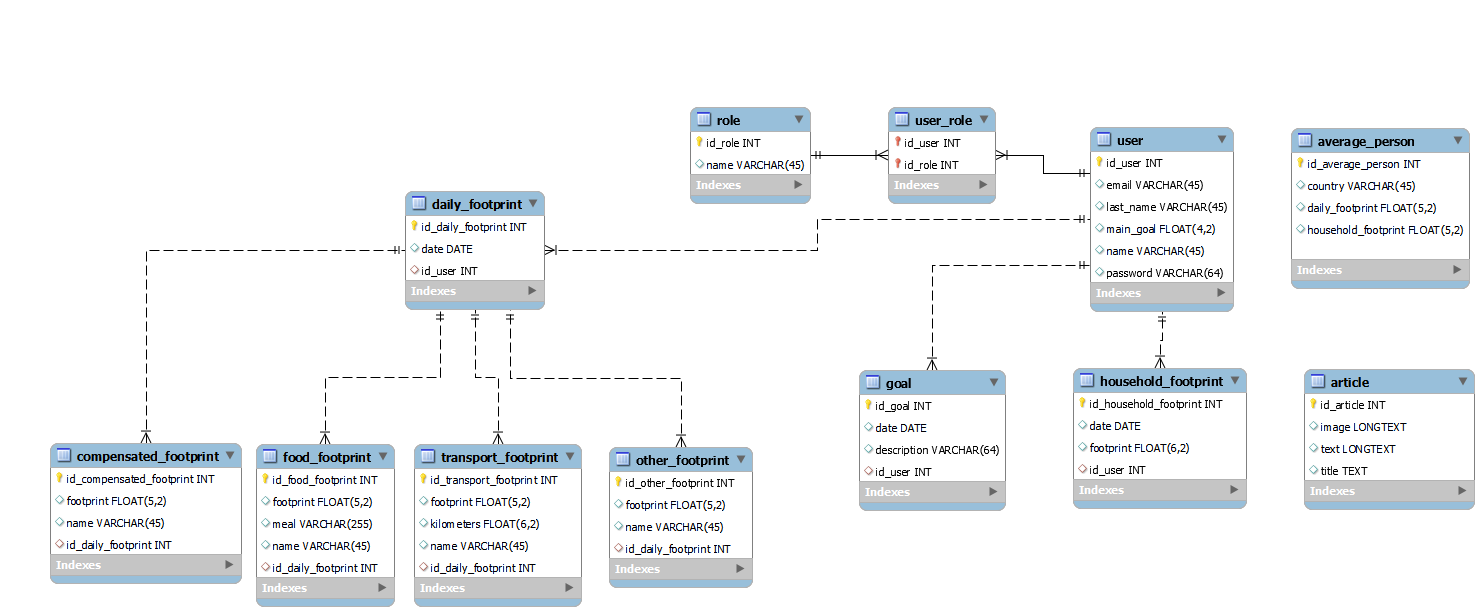 role
id_role INT
name VARCHAR(45)
Indexes
user_role
id_user INT
id_role INT
Indexes
user
id_user INT
email VARCHAR(45)
last_name VARCHAR(45)
main_goal FLOAT(4,2)
name VARCHAR(45)
password VARCHAR(64)
Indexes
average_person
id_average_person INT
country VARCHAR(45)
daily_footprint FLOAT(5,2)
household_footprint FLOAT(5,2)
Indexes
daily_footprint
id_daily_footprint INT
date DATE
id_user INT
Indexes
goal
id_goal INT
date DATE
description VARCHAR(64)
id_user INT
Indexes
household_footprint
id_household_footprint INT
date DATE
footprint FLOAT(6,2)
id_user INT
Indexes
article
id_article INT
image LONGTEXT
text LONGTEXT
title TEXT
Indexes
compensated_footprint
id_compensated_footprint INT
footprint FLOAT(5,2)
name VARCHAR(45)
id_daily_footprint INT
Indexes
food_footprint
id_food_footprint INT
footprint FLOAT(5,2)
meal VARCHAR(255)
name VARCHAR(45)
id_daily_footprint INT
Indexes
transport_footprint
id_transport_footprint INT
footprint FLOAT(5,2)
kilometers FLOAT(6,2)
name VARCHAR(45)
id_daily_footprint INT
Indexes
other_footprint
id_other_footprint INT
footprint FLOAT(5,2)
name VARCHAR(45)
id_daily_footprint INT
Indexes